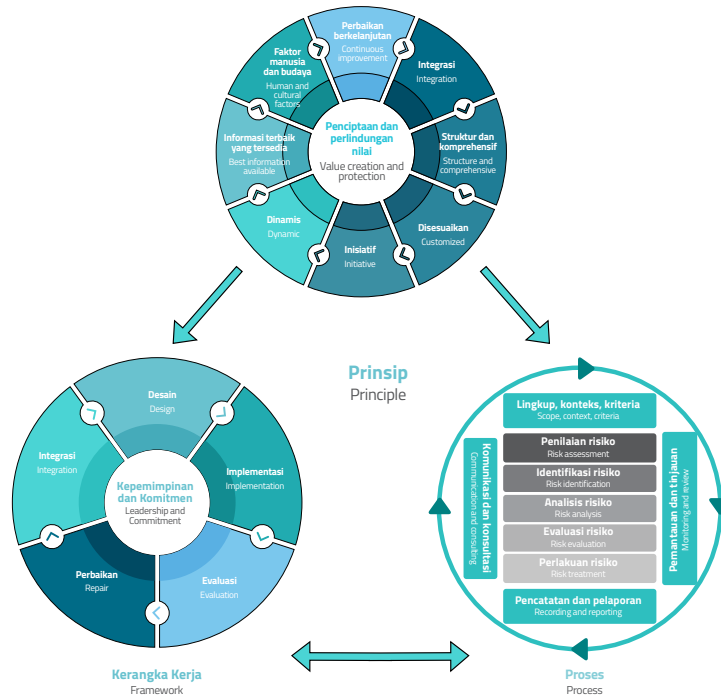 Perbaikan
berkelanjutan
Continuous
improvement
Integrasi
Integration
Struktur dan
komprehensif
Structure and
comprehensive
Disesuaikan
Customized
Inisiatif
Initiative
Dinamis
Dynamic
Informasi terbaik
yang tersedia
Best information
available
Faktor
manusia
dan budaya
Human and
cultural
factors
Penciptaan dan
perlindungan
nilai
Value creation and
protection
Prinsip
Principle
Desain
Design
Implementasi
Implementation
Evaluasi
Evaluation
Perbaikan
Repair
Integrasi
Integration
Kepemimpinan
dan Komitmen
Leadership and
Commitment
Kerangka Kerja
Framework
Lingkup, konteks, kriteria
Scope, context, criteria
Komunikasi dan konsultasi
Communication and consulting
Penilaian risiko
Risk assessment
Identifikasi risiko
Risk identification
Analisis risiko
Risk analysis
Evaluasi risiko
Risk evaluation
Perlakuan risiko
Risk treatment
Pemantauan dan tinjauan
Monitoring and review
Pencatatan dan pelaporan
Recording and reporting
Proses
Process